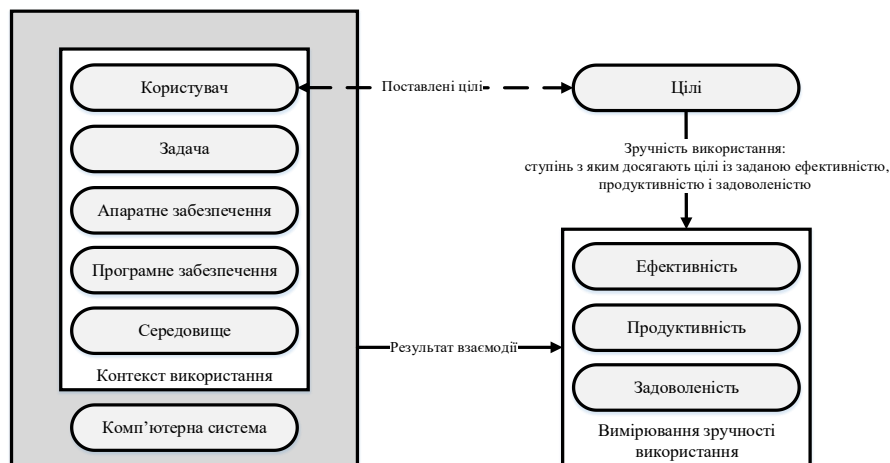 Користувач
Задача
Апаратне забезпечення
Програмне забезпечення
Середовище
Контекст використання
Комп’ютерна система
Поставлені цілі
Результат взаємодії
Цілі
Зручність використання:
ступінь з яким досягають цілі із заданою ефективністю,
продуктивністю і задоволеністю
Ефективність
Продуктивність
Задоволеність
Вимірювання зручності
використання